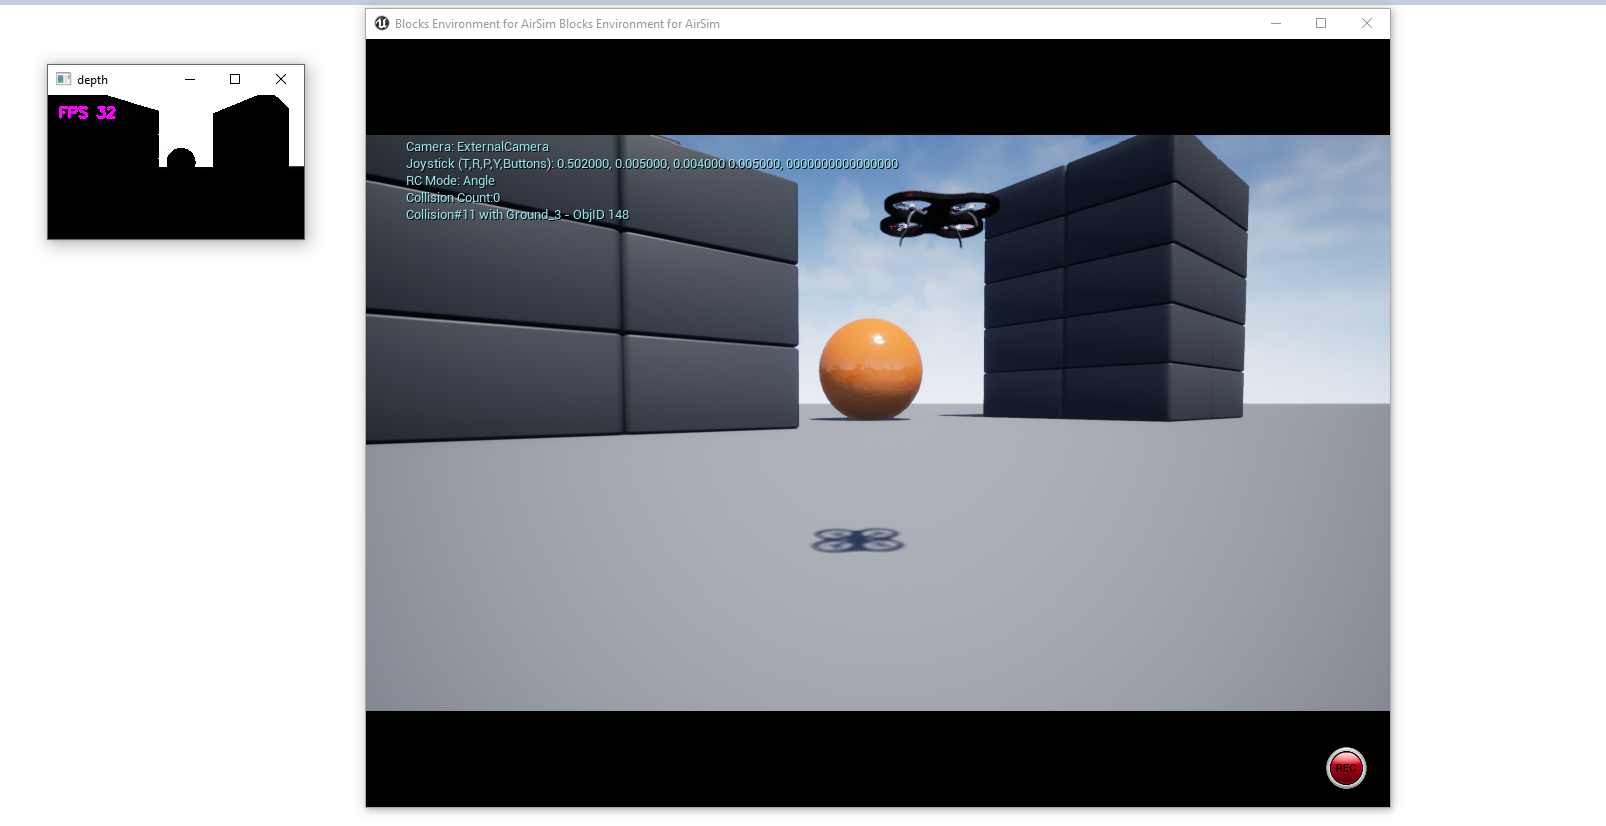 Blocks Environment for AirSim Blocks Environment for AirSim
depth
FPS 32
Camera: ExternalCamera
Joystick (T,R,P,Y,Buttons): 0.502000, 0.005000, 0.004000 0.005000, 0000000000000000
RC Mode: Angle
Collision Count:0
Collision#11 with Ground_3 - ObjID 148
REC